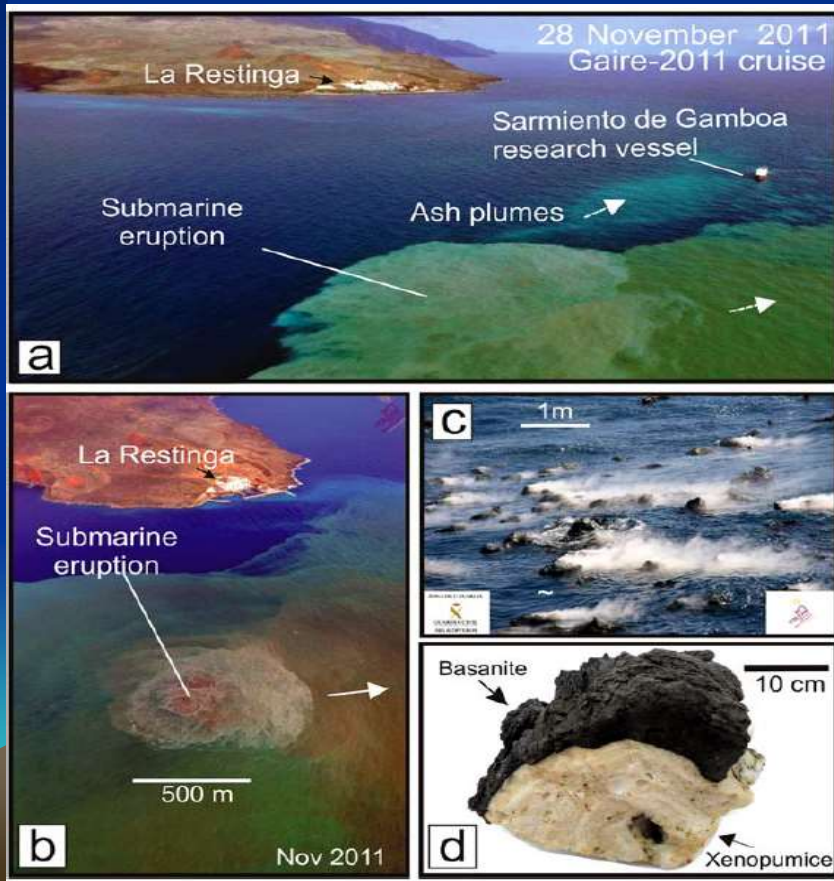 28 November 2011
Gaire-2011 cruise
La Restinga
Sarmiento de Gamboa
research vessel
Submarine
eruption
Ash plumes
a
La Restinga
Submarine
eruption
500 m
b
Nov 2011
c
1m
~
Basanite
10 cm
d
Xenopumice